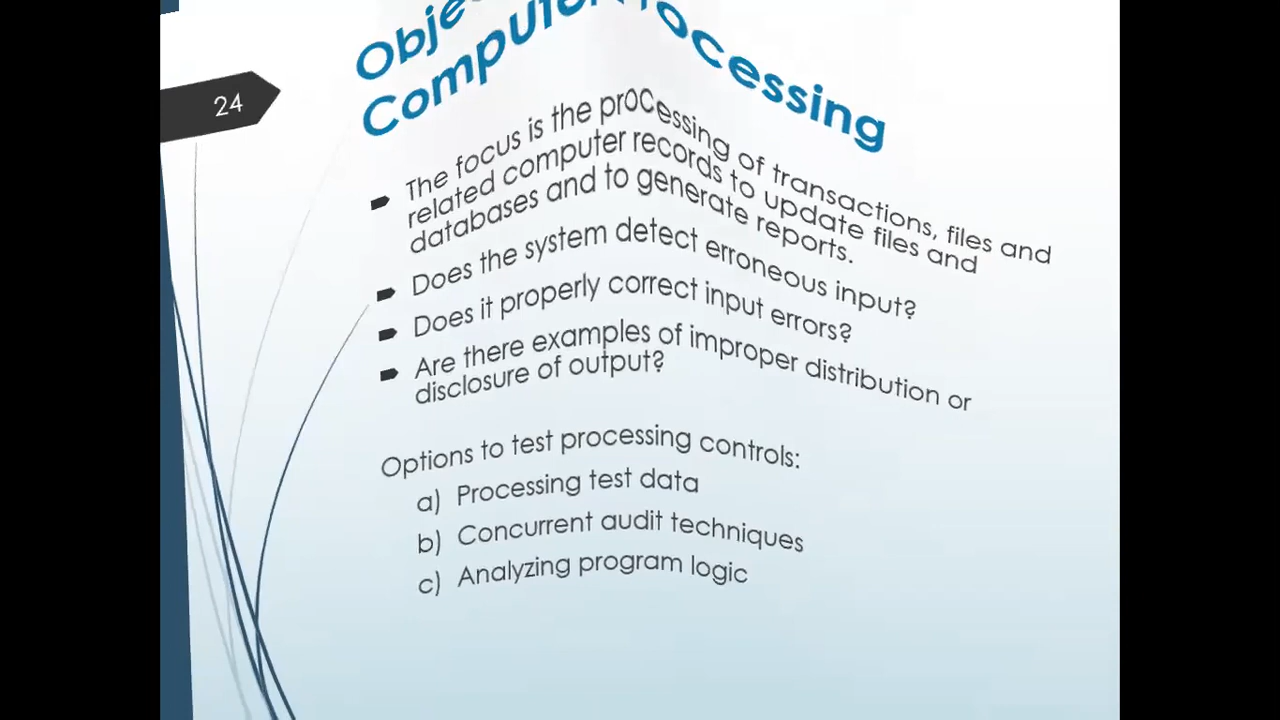 24
Computer Processing
The focus is the processing of transactions, files and
related computer records to update files and
databases and to generate reports.
Does the system detect erroneous input?
Does it properly correct input errors?
Are there examples of improper distribution or
disclosure of output?
Options to test processing controls:
a) Processing test data
b) Concurrent audit techniques
c) Analyzing program logic